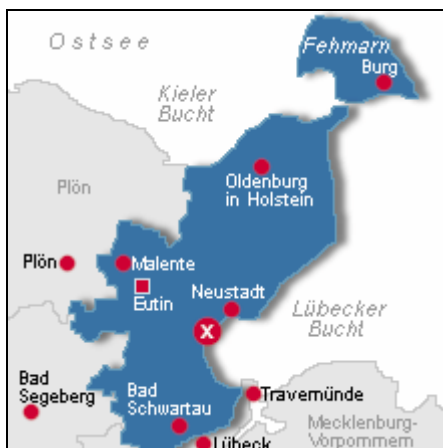 Ostsee
Fehmarn
Burg
Kieler
Bucht
Oldenburg
in Holstein
Plön
Plön
Malente
Eutin
Neustadt
Lübecker
Bucht
X
Bad
Segeberg
Bad
Schwartau
Travemünde
Lübeck
Mecklenburg-
Vorpommern